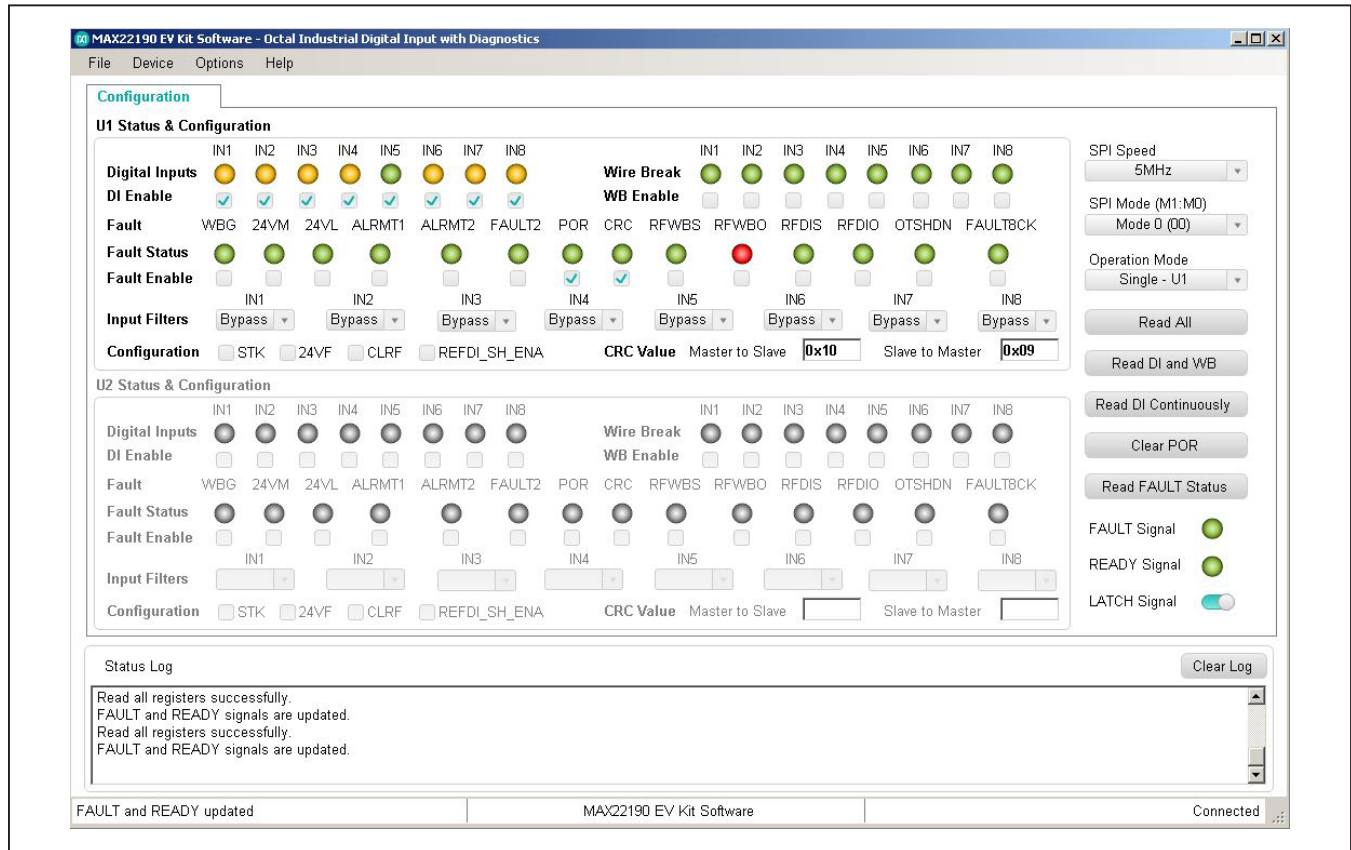 MAX22190 EV Kit Software - Octal Industrial Digital Input with Diagnostics
File Device Options Help
Configuration
U1 Status & Configuration
IN1 IN2 IN3 IN4 IN5 IN6 IN7 IN8 IN1 IN2 IN3 IN4 IN5 IN6 IN7 IN8
Digital Inputs Wire Break
DI Enable WB Enable
Fault WBG 24VM 24VL ALRMT1 ALRMT2 FAULT2 POR CRC RFWBS RFWBO RFDIS RFDIO OTSHDN FAULT8CK
Fault Status
Fault Enable
IN1 IN2 IN3 IN4 IN5 IN6 IN7 IN8
Input Filters Bypass Bypass Bypass Bypass Bypass Bypass Bypass Bypass
Configuration STK 24VF CLRF REFDI_SH_ENA CRC Value Master to Slave 0x10 Slave to Master 0x09
U2 Status & Configuration
IN1 IN2 IN3 IN4 IN5 IN6 IN7 IN8 IN1 IN2 IN3 IN4 IN5 IN6 IN7 IN8
Digital Inputs Wire Break
DI Enable WB Enable
Fault WBG 24VM 24VL ALRMT1 ALRMT2 FAULT2 POR CRC RFWBS RFWBO RFDIS RFDIO OTSHDN FAULT8CK
Fault Status
Fault Enable
IN1 IN2 IN3 IN4 IN5 IN6 IN7 IN8
Input Filters
Configuration STK 24VF CLRF REFDI_SH_ENA CRC Value Master to Slave Slave to Master
SPI Speed
5MHz
SPI Mode (M1:M0)
Mode 0 (00)
Operation Mode
Single - U1
Read All
Read DI and WB
Read DI Continuously
Clear POR
Read FAULT Status
FAULT Signal
READY Signal
LATCH Signal
Status Log
Clear Log
Read all registers successfully.
FAULT and READY signals are updated.
Read all registers successfully.
FAULT and READY signals are updated.
FAULT and READY updated MAX22190 EV Kit Software Connected